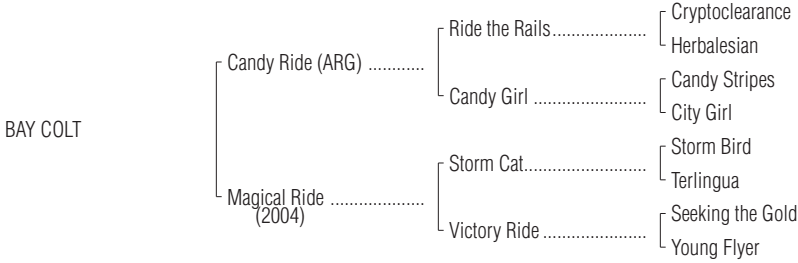 Cryptoclearance
Ride the Rails....................
Herbalesian
Candy Ride (ARG) ............
Candy Stripes
Candy Girl ........................
City Girl
BAY COLT
Storm Bird
Storm Cat..........................
Terlingua
Magical Ride ....................
(2004)
Seeking the Gold
Victory Ride ......................
Young Flyer